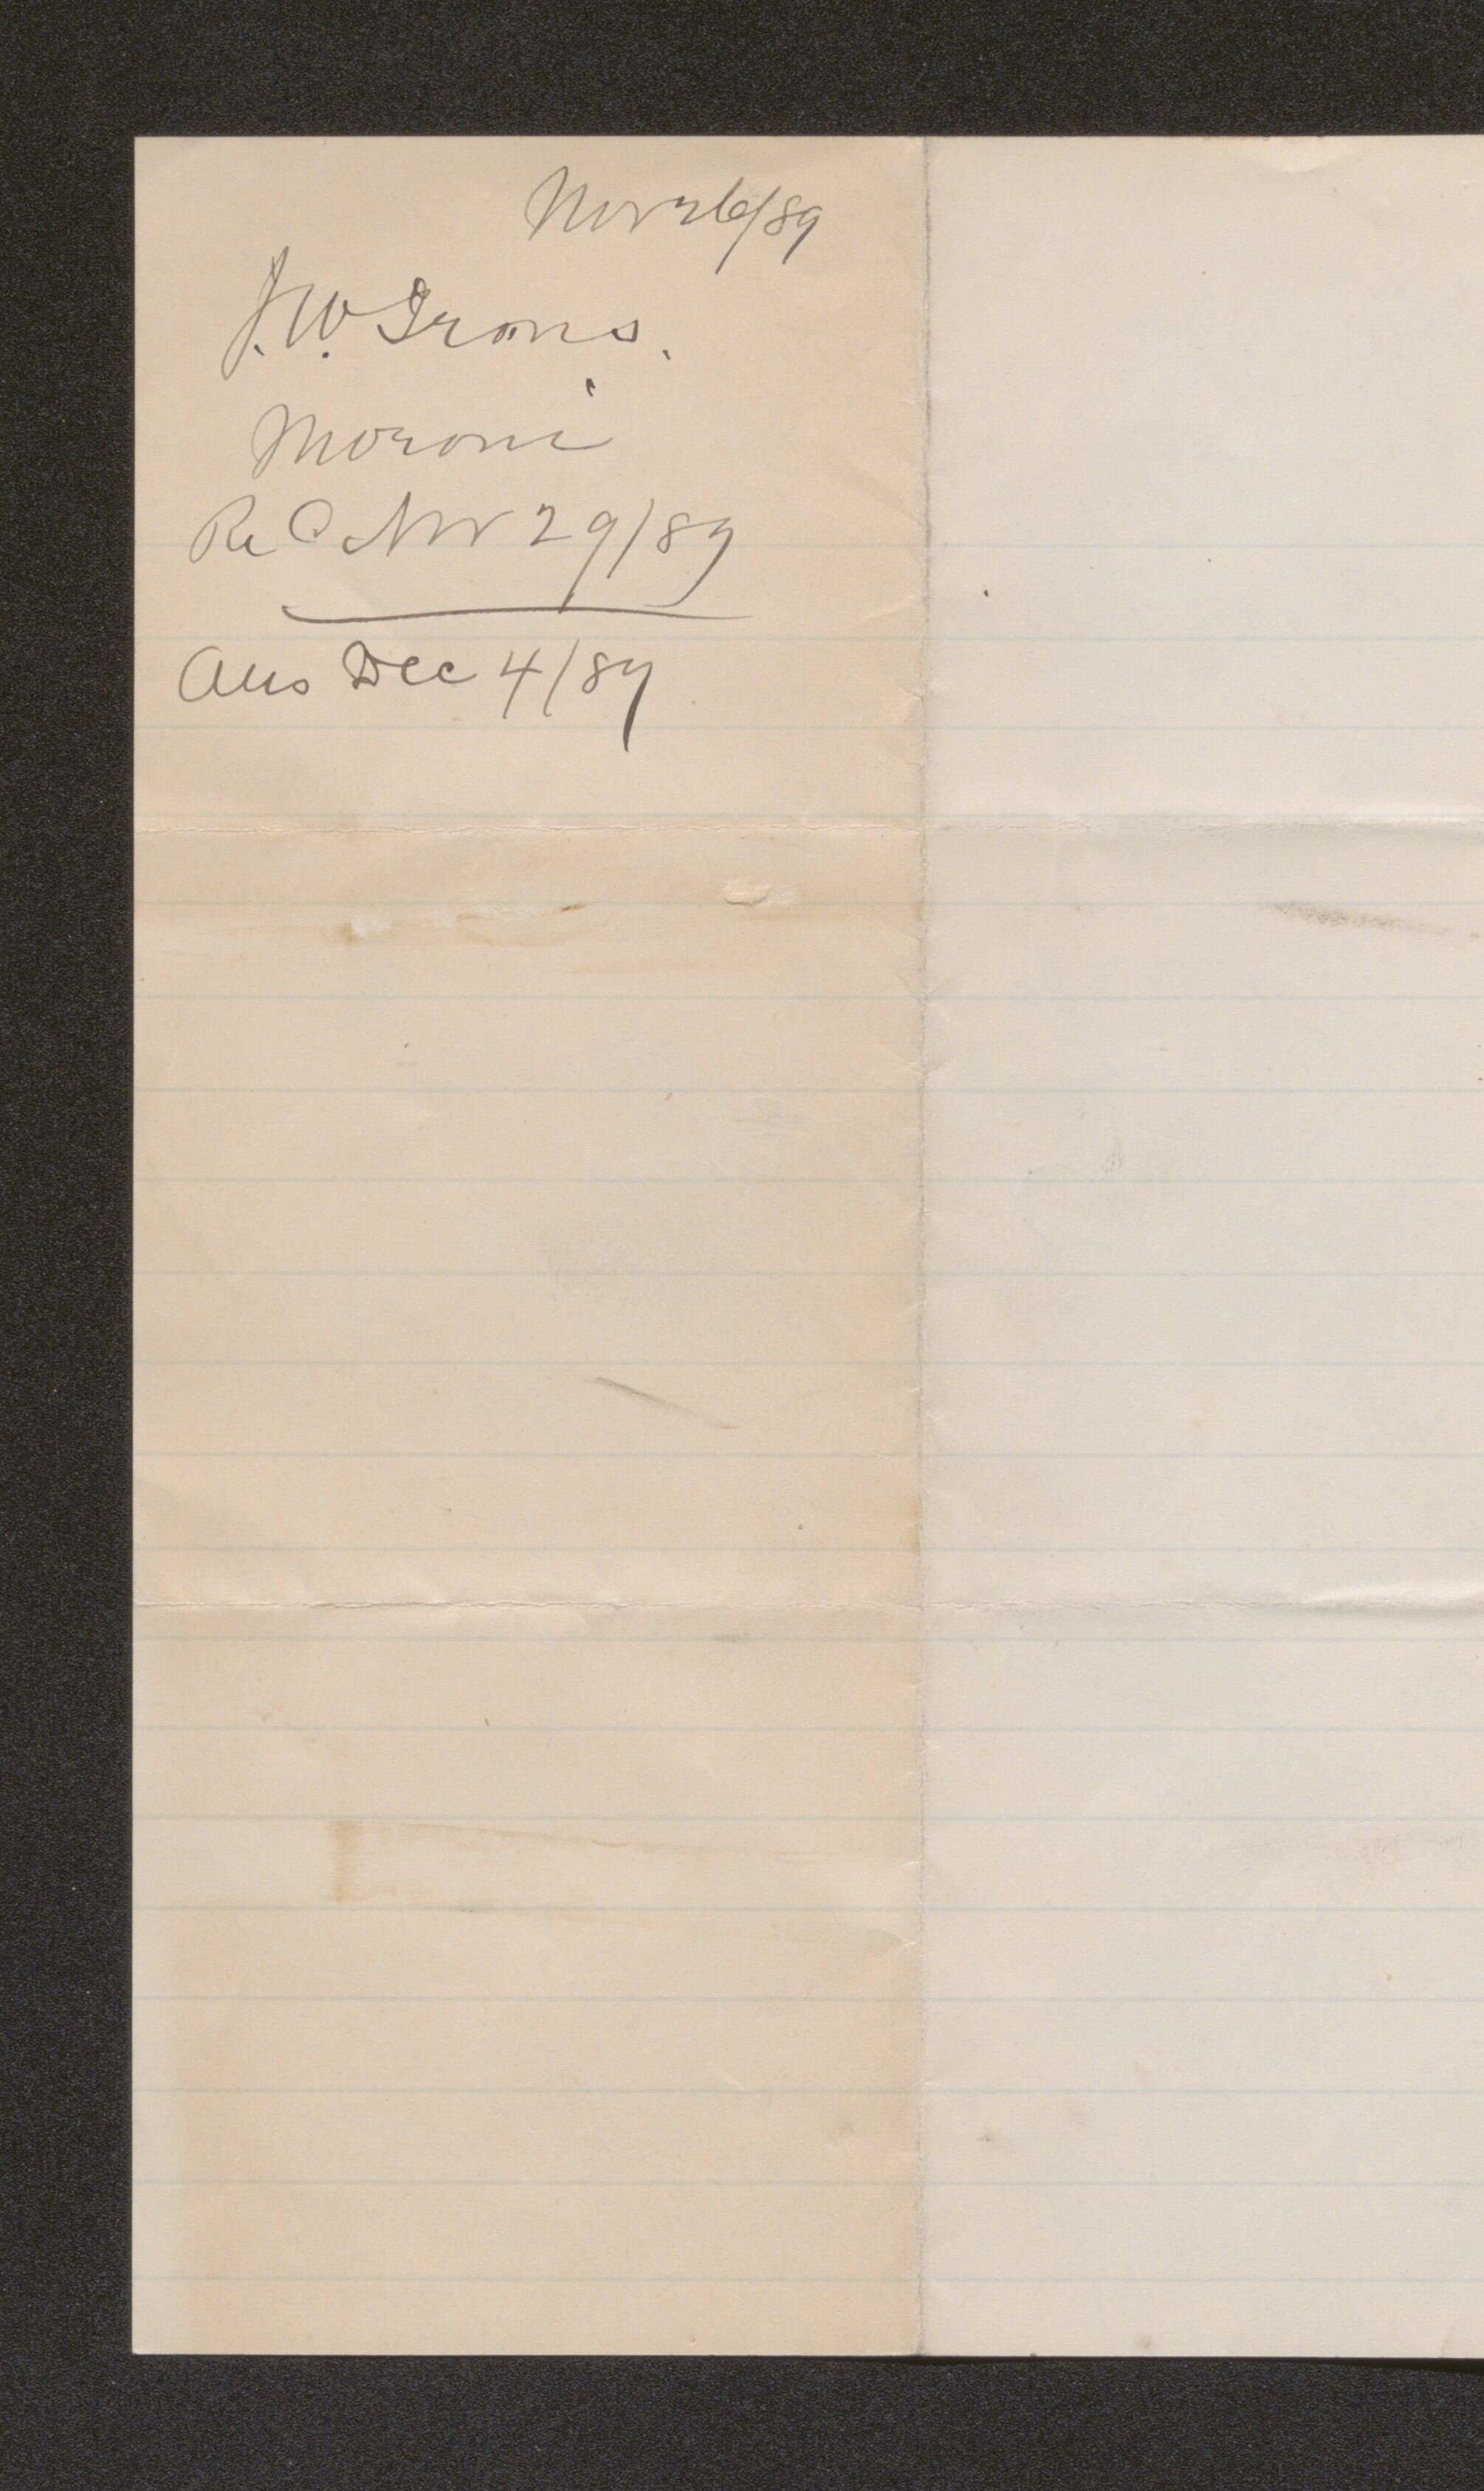 Nov 26/89
J. W. Irons.
Moroni
Rec Nov 29/89
Ans Dec 4/89